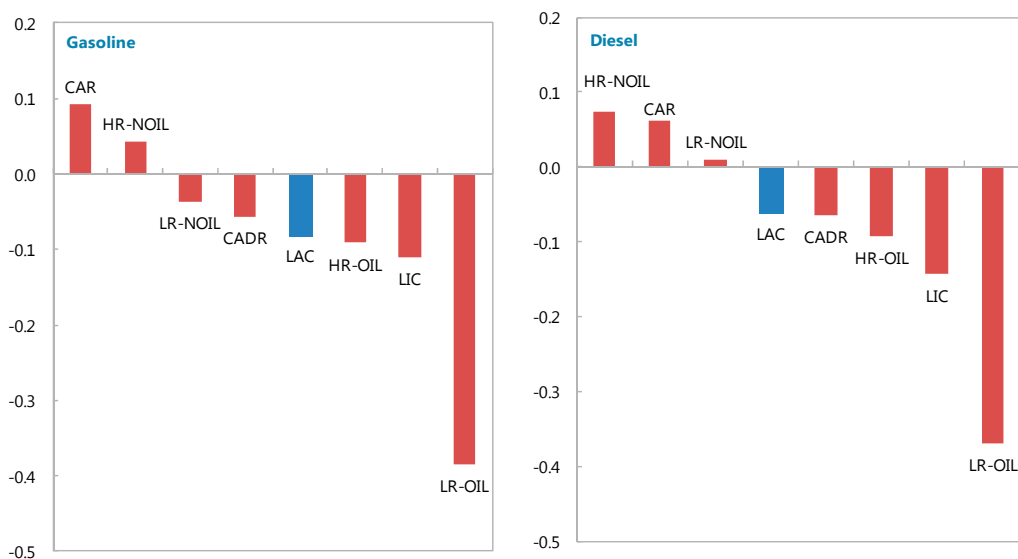 Gasoline
0.2
0.1
0.0
-0.1
-0.2
-0.3
-0.4
-0.5
CAR
HR-NOIL
LR-NOIL
CADR
LAC
HR-OIL
LIC
LR-OIL
Diesel
0.2
0.1
0.0
-0.1
-0.2
-0.3
-0.4
-0.5
HR-NOIL
CAR
LR-NOIL
LAC
CADR
HR-OIL
LIC
LR-OIL